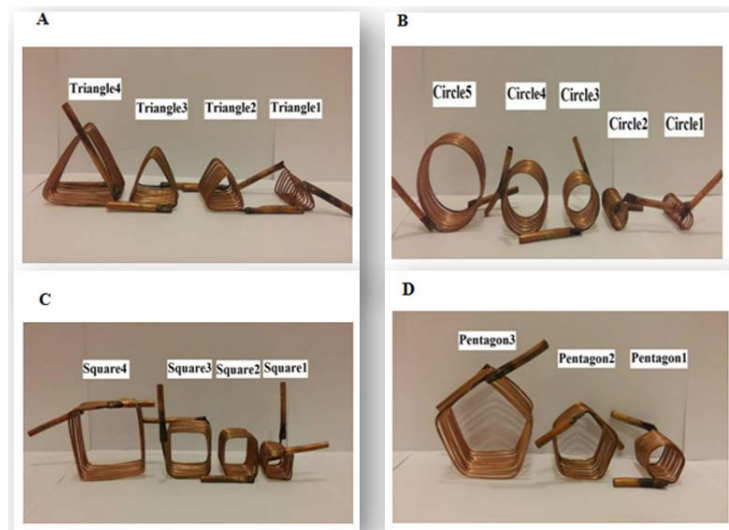 A
Triangle4
Triangle3
Triangle2
Triangle1
B
Circle5
Circle4
Circle3
Circle2
Circle1
C
Square4
Square3
Square2
Square1
D
Pentagon3
Pentagon2
Pentagon1